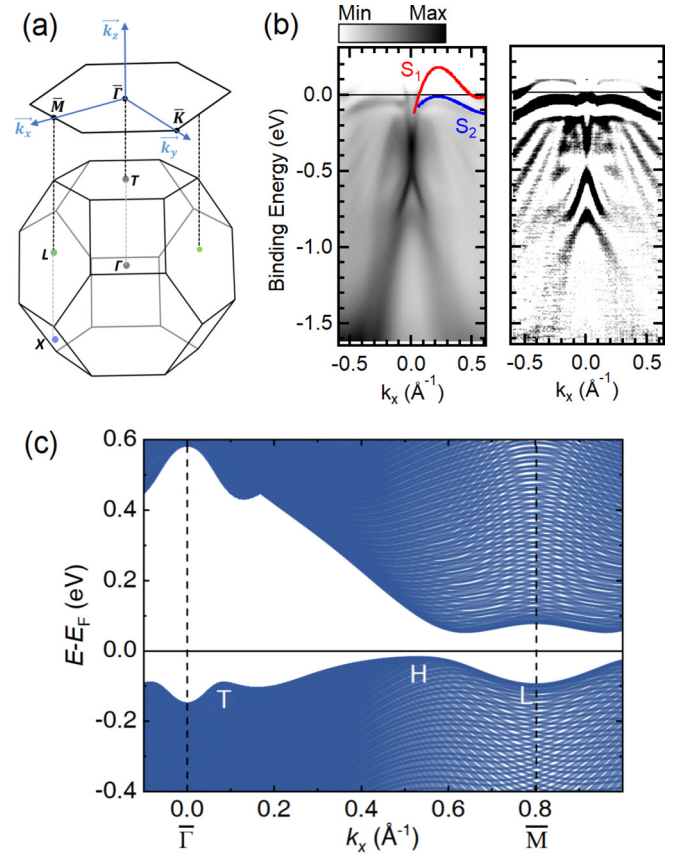 (a)
k_z
Γ̄
M̄
K̄
k_x
k_y
T
L
Γ
X
(b)
Min Max
S₁
S₂
Binding Energy (eV)
0.0
-0.5
-1.0
-1.5
-0.5 0.0 0.5
k_x (Å⁻¹)
-0.5 0.0 0.5
k_x (Å⁻¹)
(c)
E-E_F (eV)
0.6
0.4
0.2
0.0
-0.2
-0.4
T
H
L
0.0 0.2 0.4 0.6 0.8 1.0
Γ̄ k_x (Å⁻¹) M̄